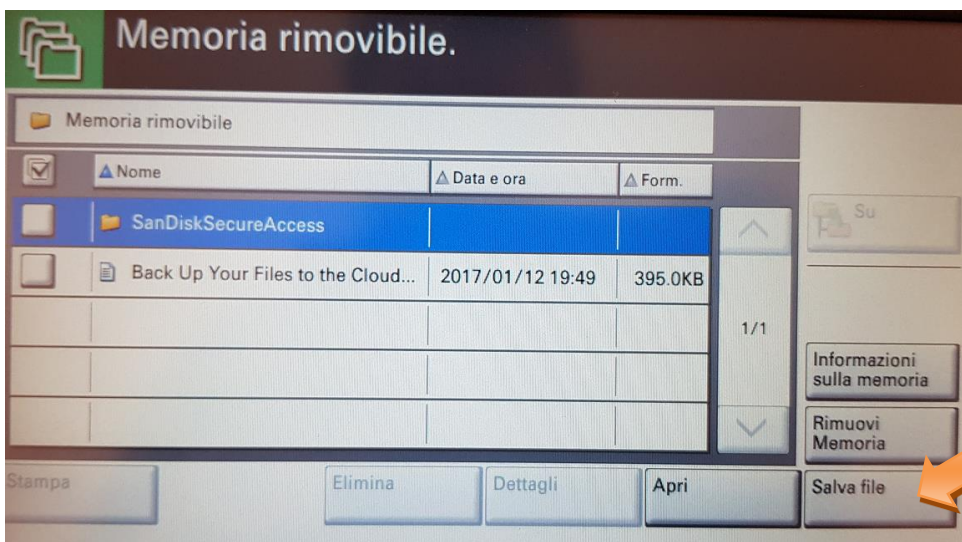 Memoria rimovibile.
Memoria rimovibile
Nome
Data e ora
Form.
SanDiskSecureAccess
Back Up Your Files to the Cloud...
2017/01/12 19:49
395.0KB
1/1
Su
Informazioni
sulla memoria
Rimuovi
Memoria
Stampa
Elimina
Dettagli
Apri
Salva file